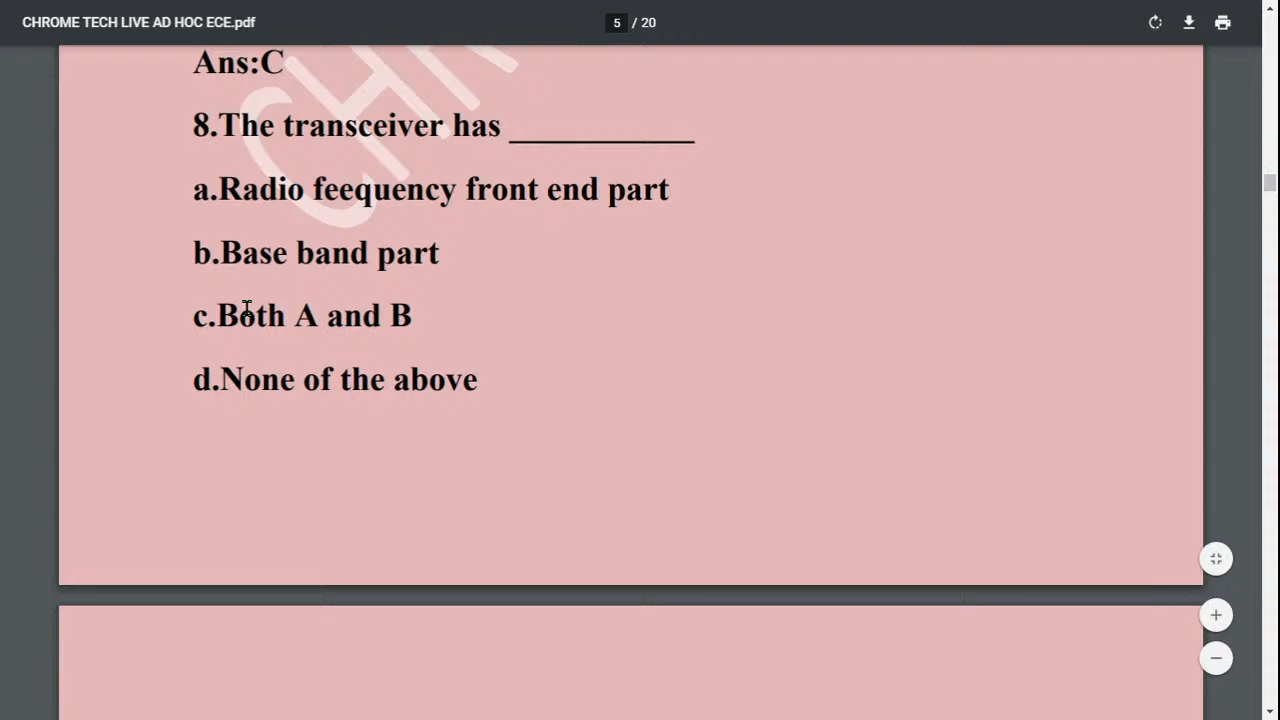 CHROME TECH LIVE AD HOC ECE.pdf
5 / 20
Ans:C
8.The transceiver has ___________
a.Radio feequency front end part
b.Base band part
c.Both A and B
d.None of the above
CHR